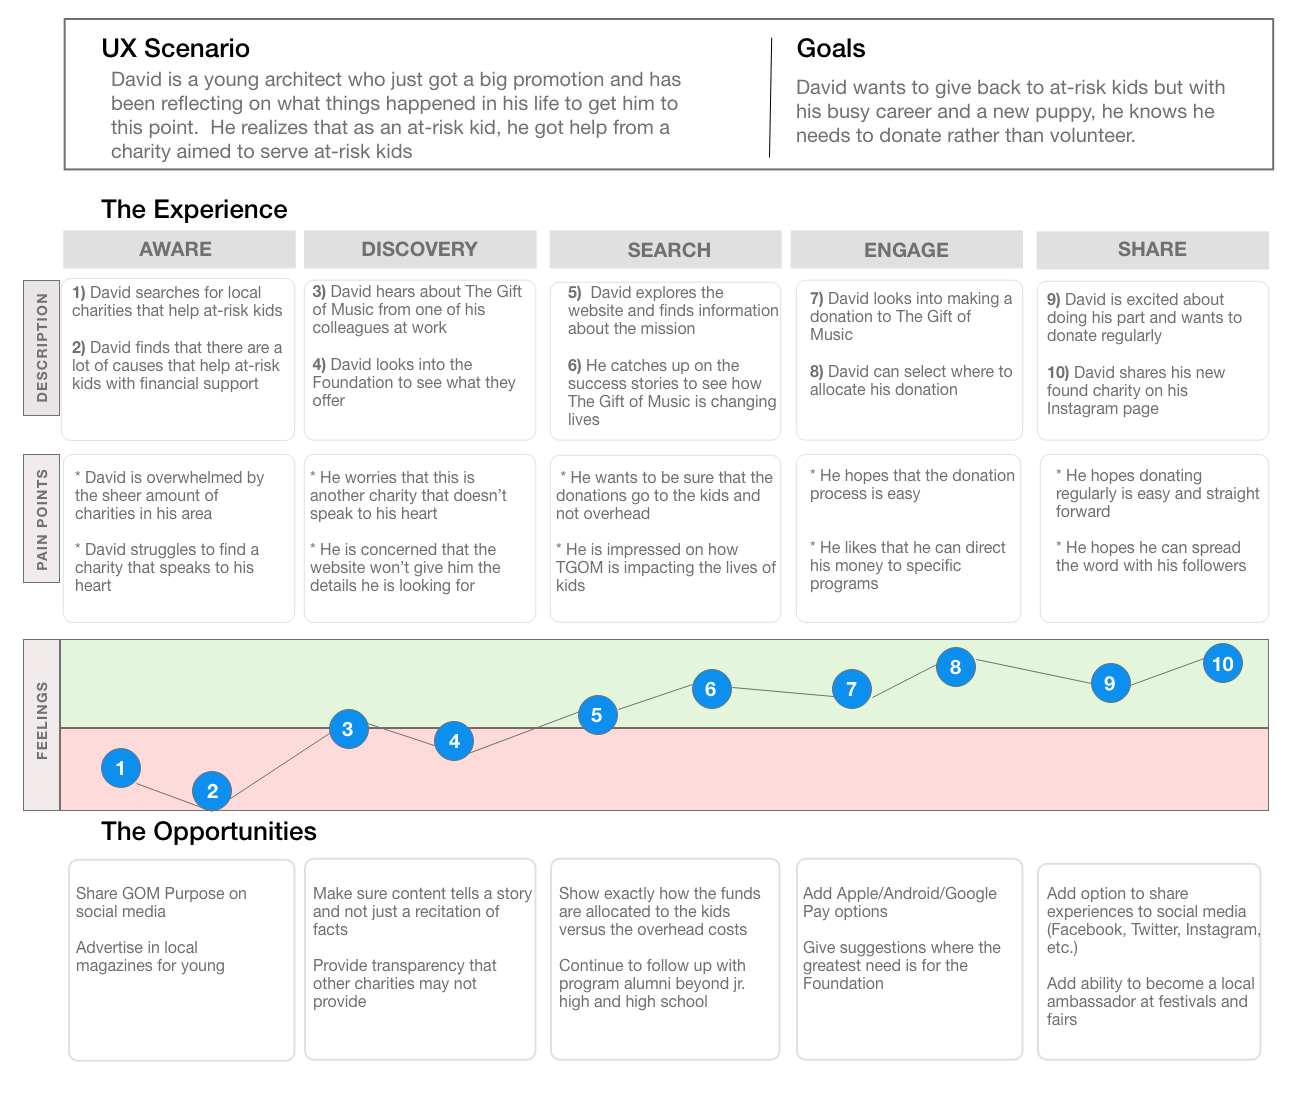 UX Scenario
David is a young architect who just got a big promotion and has
been reflecting on what things happened in his life to get him to
this point.  He realizes that as an at-risk kid, he got help from a
charity aimed to serve at-risk kids
Goals
David wants to give back to at-risk kids but with
his busy career and a new puppy, he knows he
needs to donate rather than volunteer.
The Experience
AWARE
DISCOVERY
SEARCH
ENGAGE
SHARE
DESCRIPTION
1) David searches for local
charities that help at-risk kids
2) David finds that there are a
lot of causes that help at-risk
kids with financial support
3) David hears about The Gift
of Music from one of his
colleagues at work
4) David looks into the
Foundation to see what they
offer
5)  David explores the
website and finds information
about the mission
6) He catches up on the
success stories to see how
The Gift of Music is changing
lives
7) David looks into making a
donation to The Gift of
Music
8) David can select where to
allocate his donation
9) David is excited about
doing his part and wants to
donate regularly
10) David shares his new
found charity on his
Instagram page
PAIN POINTS
* David is overwhelmed by
the sheer amount of
charities in his area
* David struggles to find a
charity that speaks to his
heart
* He worries that this is
another charity that doesn’t
speak to his heart
* He is concerned that the
website won’t give him the
details he is looking for
* He wants to be sure that the
donations go to the kids and
not overhead
* He is impressed on how
TGOM is impacting the lives of
kids
* He hopes that the donation
process is easy
* He likes that he can direct
his money to specific
programs
* He hopes donating
regularly is easy and straight
forward
* He hopes he can spread
the word with his followers
FEELINGS
1
2
3
4
5
6
7
8
9
10
The Opportunities
Share GOM Purpose on
social media
Advertise in local
magazines for young
Make sure content tells a story
and not just a recitation of
facts
Provide transparency that
other charities may not
provide
Show exactly how the funds
are allocated to the kids
versus the overhead costs
Continue to follow up with
program alumni beyond jr.
high and high school
Add Apple/Android/Google
Pay options
Give suggestions where the
greatest need is for the
Foundation
Add option to share
experiences to social media
(Facebook, Twitter, Instagram,
etc.)
Add ability to become a local
ambassador at festivals and
fairs